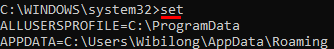 C:\WINDOWS\system32>set
ALLUSERSPROFILE=C:\ProgramData
APPDATA=C:\Users\Wibilong\AppData\Roaming